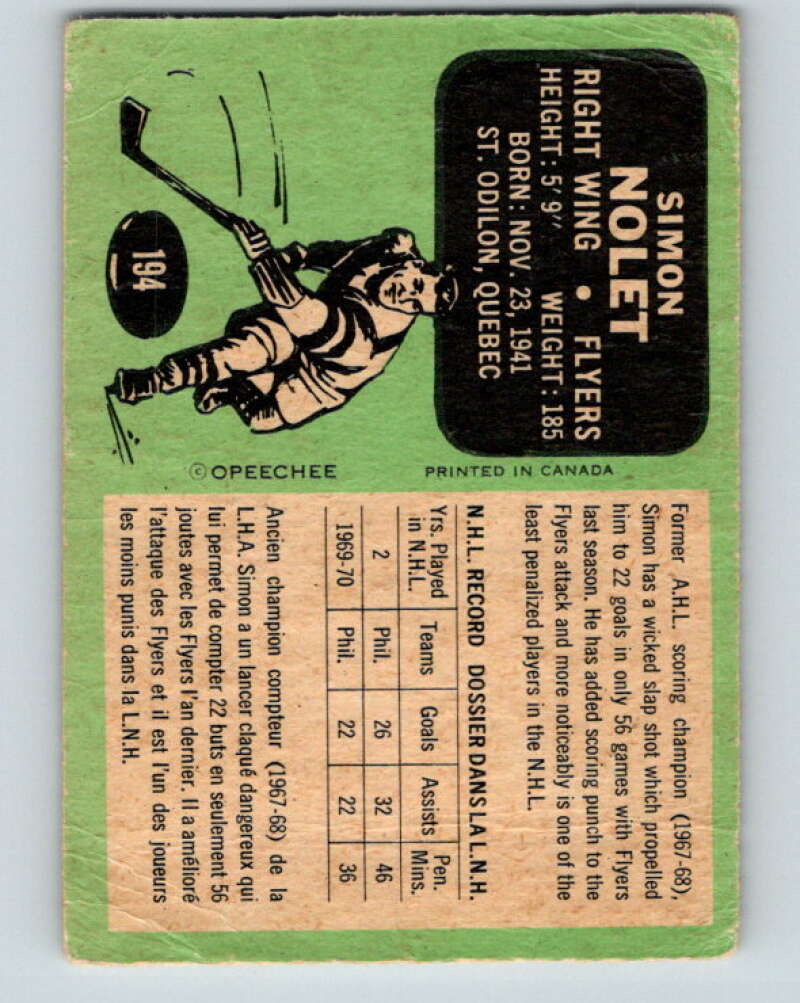 SIMON
NOLET
RIGHT WING • FLYERS
HEIGHT: 5' 9" WEIGHT: 185
BORN: NOV. 23, 1941
ST. ODILON, QUEBEC
194
© OPEECHEE
PRINTED IN CANADA
Former A.H.L. scoring champion (1967-68),
Simon has a wicked slap shot which propelled
him to 22 goals in only 56 games with Flyers
last season. He has added scoring punch to the
Flyers attack and more noticeably is one of the
least penalized players in the N.H.L.
N.H.L. RECORD DOSSIER DANS LA L.N.H.
Yrs. Played in N.H.L. Teams Goals Assists Pen. Mins.
2 Phil. 26 32 46
1969-70 Phil. 22 22 36
Ancien champion compteur (1967-68) de la
L.H.A. Simon a un lancer claqué dangereux qui
lui permet de compter 22 buts en seulement 56
joutes avec les Flyers l'an dernier. Il a amélioré
l'attaque des Flyers et il est l'un des joueurs
les moins punis dans la L.N.H.